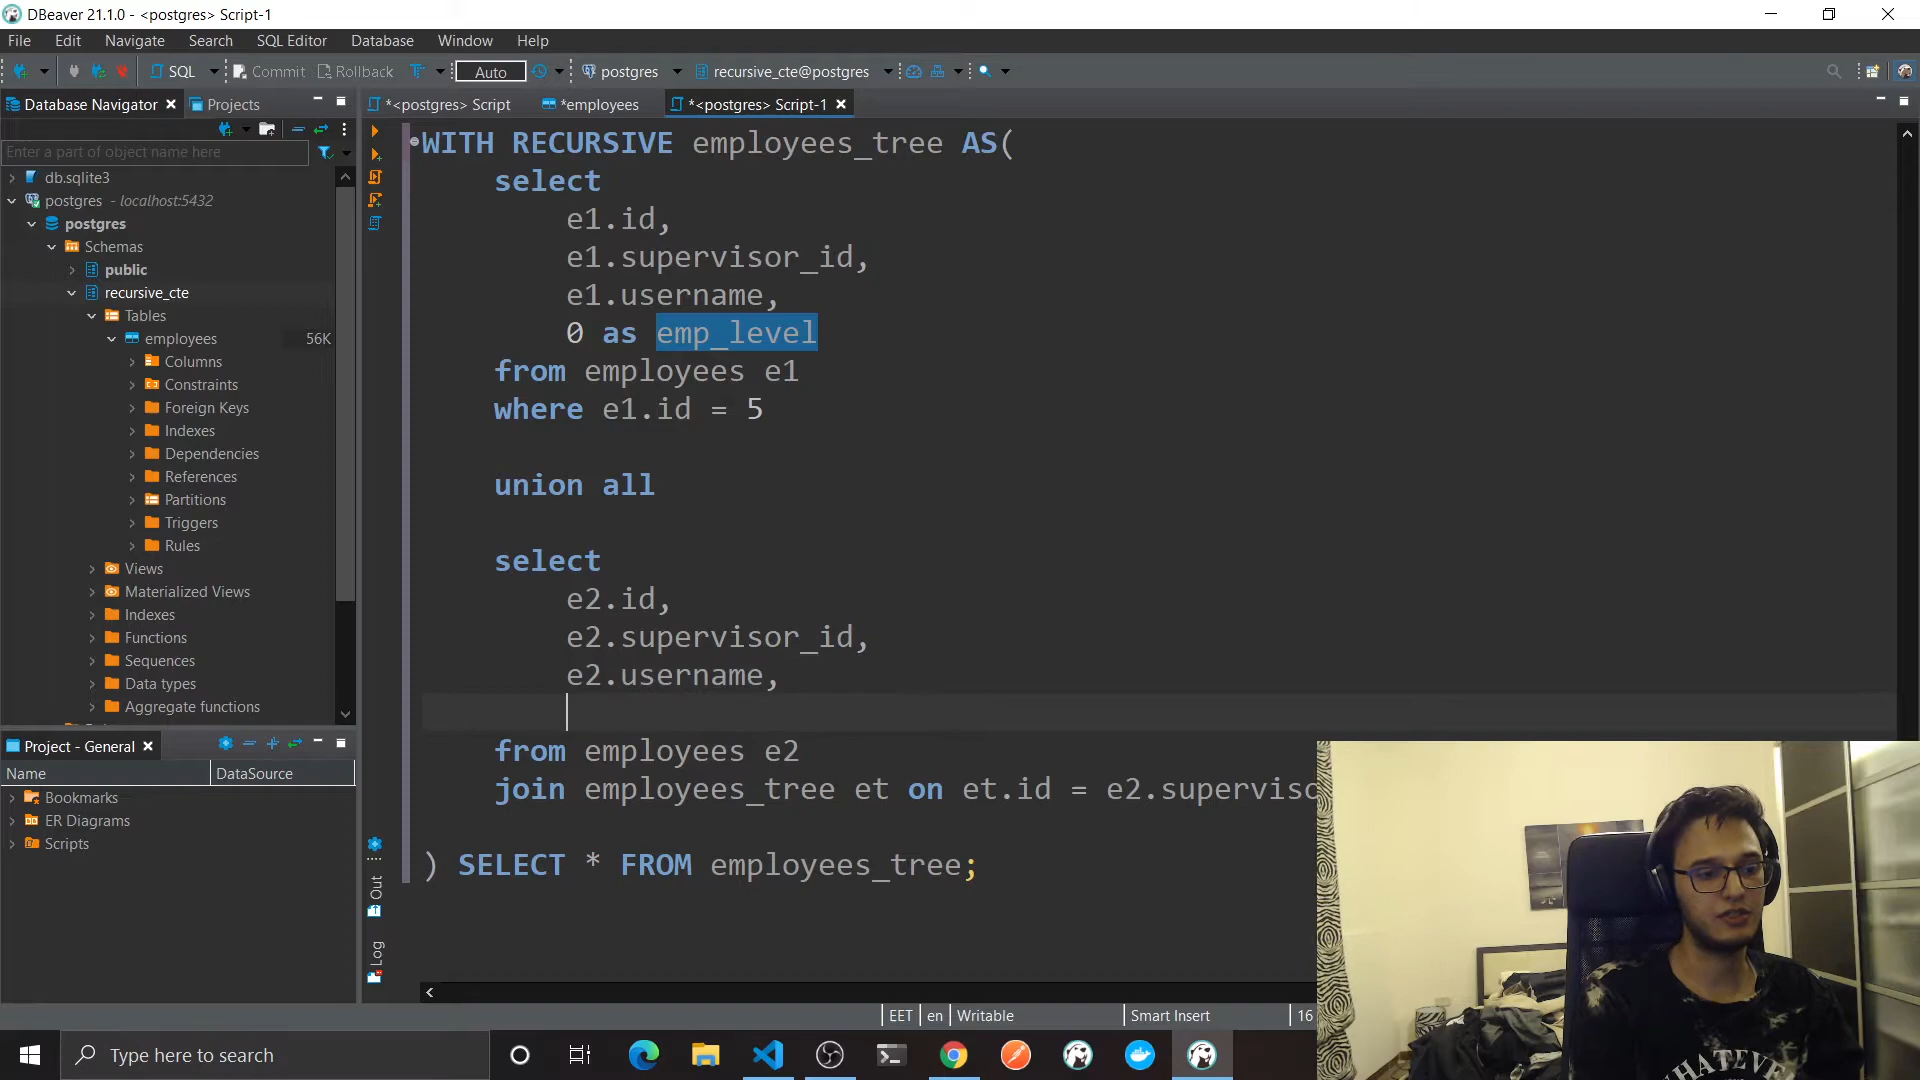 DBeaver 21.1.0 - <postgres> Script-1
File Edit Navigate Search SQL Editor Database Window Help
SQL Commit Rollback Auto postgres recursive_cte@postgres
Database Navigator Projects *<postgres> Script *employees *<postgres> Script-1
Enter a part of object name here
db.sqlite3
postgres - localhost:5432
postgres
Schemas
public
recursive_cte
Tables
employees 56K
Columns
Constraints
Foreign Keys
Indexes
Dependencies
References
Partitions
Triggers
Rules
Views
Materialized Views
Indexes
Functions
Sequences
Data types
Aggregate functions
Project - General
Name DataSource
Bookmarks
ER Diagrams
Scripts
WITH RECURSIVE employees_tree AS(
select
e1.id,
e1.supervisor_id,
e1.username,
0 as emp_level
from employees e1
where e1.id = 5
union all
select
e2.id,
e2.supervisor_id,
e2.username,
from employees e2
join employees_tree et on et.id = e2.superviso
) SELECT * FROM employees_tree;
Out
Log
EET en Writable Smart Insert 16
Type here to search
WHATEVE